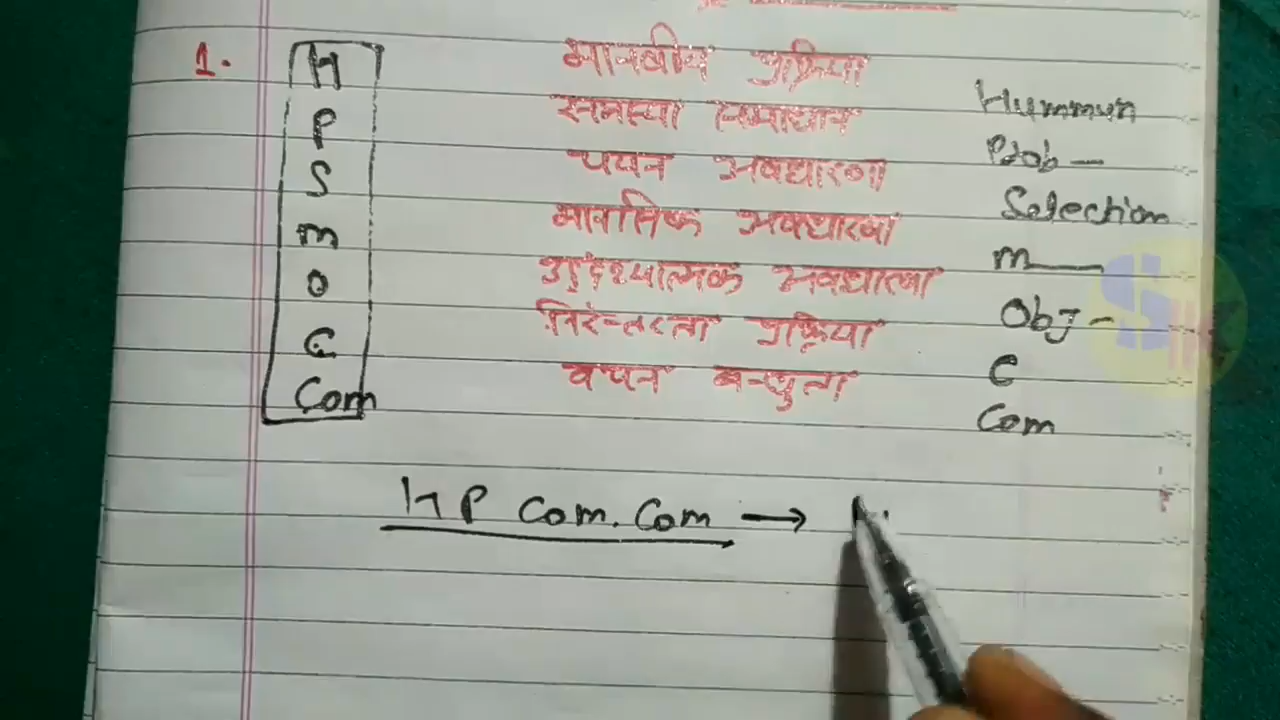 1. H मानवीय प्रक्रिया Hummun
P समस्या समाधान Prob —
S चयन अवधारणा Selection
m मानसिक अवधारणा m —
O उद्देश्यात्मक अवधारणा Obj -
C निरन्तरता प्रक्रिया C
Com वचन बन्धुता Com
HP Com. Com →